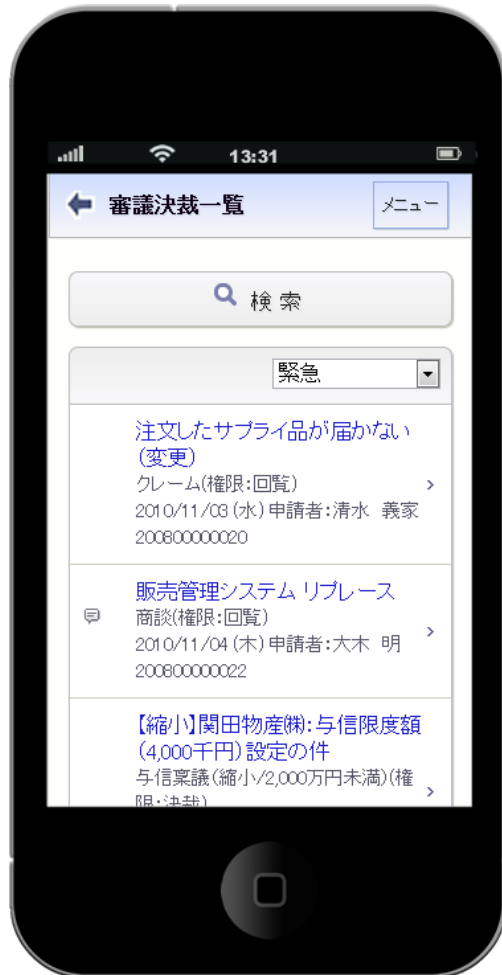 13:31
審議決裁一覧
メニュー
検索
緊急
注文したサプライ品が届かない
(変更)
クレーム(権限:回覧)
2010/11/03 (水) 申請者:清水 義家
200800000020
販売管理システム リプレース
商談(権限:回覧)
2010/11/04 (木) 申請者:大木 明
200800000022
【縮小】関田物産㈱:与信限度額
(4,000千円) 設定の件
与信稟議(縮小/2,000万円未満)(権
限:決裁)